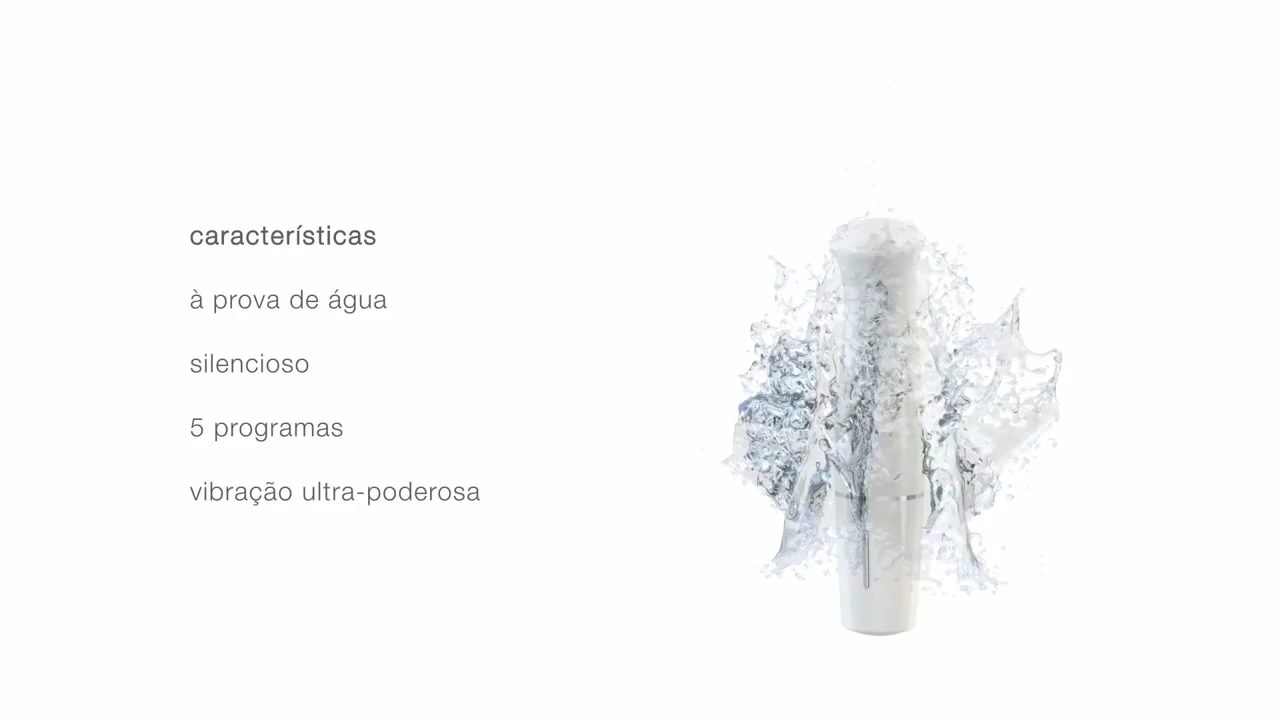 características
à prova de água
silencioso
5 programas
vibração ultra-poderosa